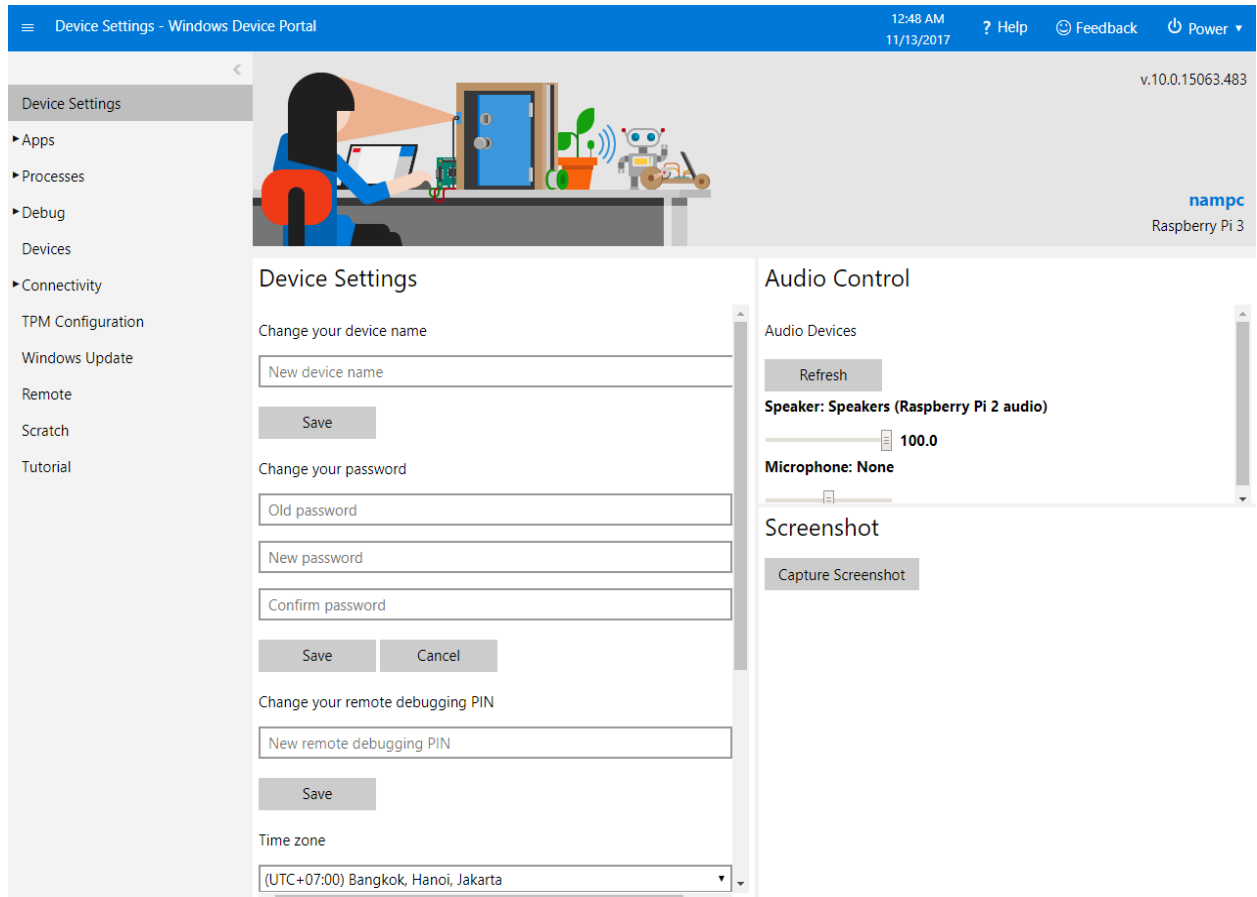 ≡ Device Settings - Windows Device Portal
12:48 AM
11/13/2017
? Help
Feedback
Power ▼
Device Settings
Apps
Processes
Debug
Devices
Connectivity
TPM Configuration
Windows Update
Remote
Scratch
Tutorial
v.10.0.15063.483
nampc
Raspberry Pi 3
Device Settings
Change your device name
New device name
Save
Change your password
Old password
New password
Confirm password
Save Cancel
Change your remote debugging PIN
New remote debugging PIN
Save
Time zone
(UTC+07:00) Bangkok, Hanoi, Jakarta
Audio Control
Audio Devices
Refresh
Speaker: Speakers (Raspberry Pi 2 audio)
100.0
Microphone: None
Screenshot
Capture Screenshot